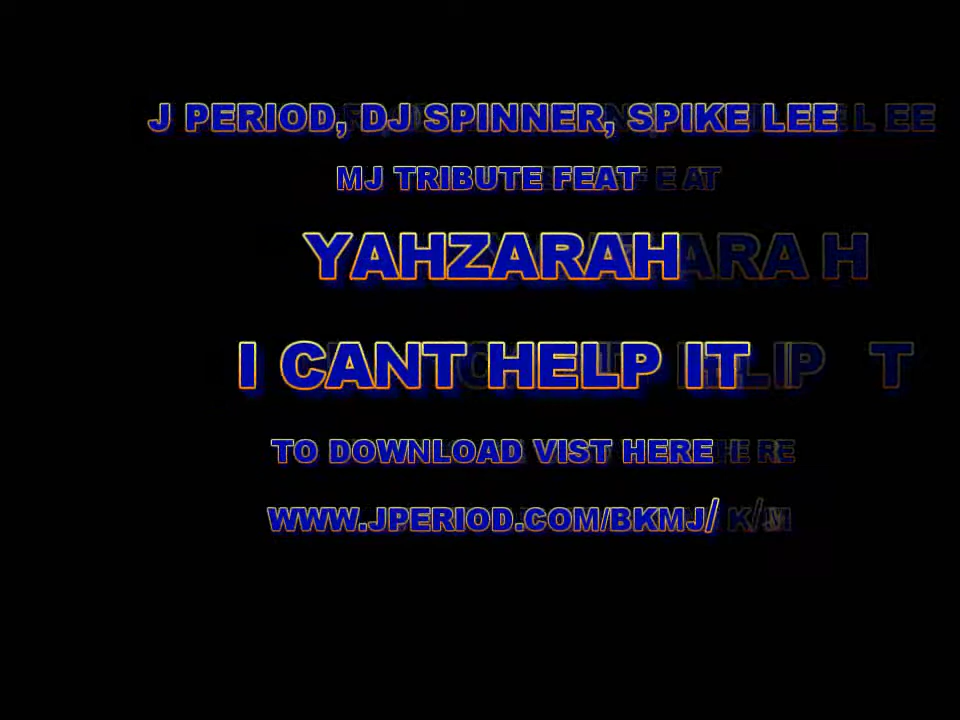 J PERIOD, DJ SPINNER, SPIKE LEE
MJ TRIBUTE FEAT
YAHZARAH
I CANT HELP IT
TO DOWNLOAD VIST HERE
WWW.JPERIOD.COM/BKMJ/